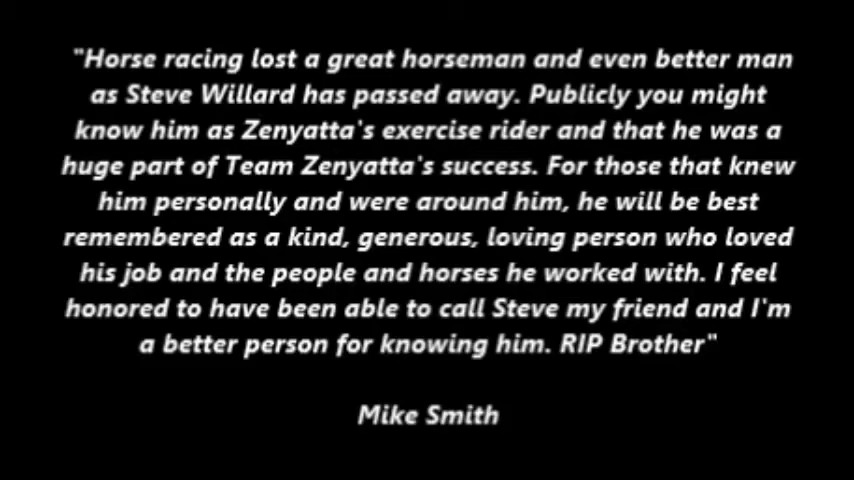 "Horse racing lost a great horseman and even better man
as Steve Willard has passed away. Publicly you might
know him as Zenyatta's exercise rider and that he was a
huge part of Team Zenyatta's success. For those that knew
him personally and were around him, he will be best
remembered as a kind, generous, loving person who loved
his job and the people and horses he worked with. I feel
honored to have been able to call Steve my friend and I'm
a better person for knowing him. RIP Brother"
Mike Smith